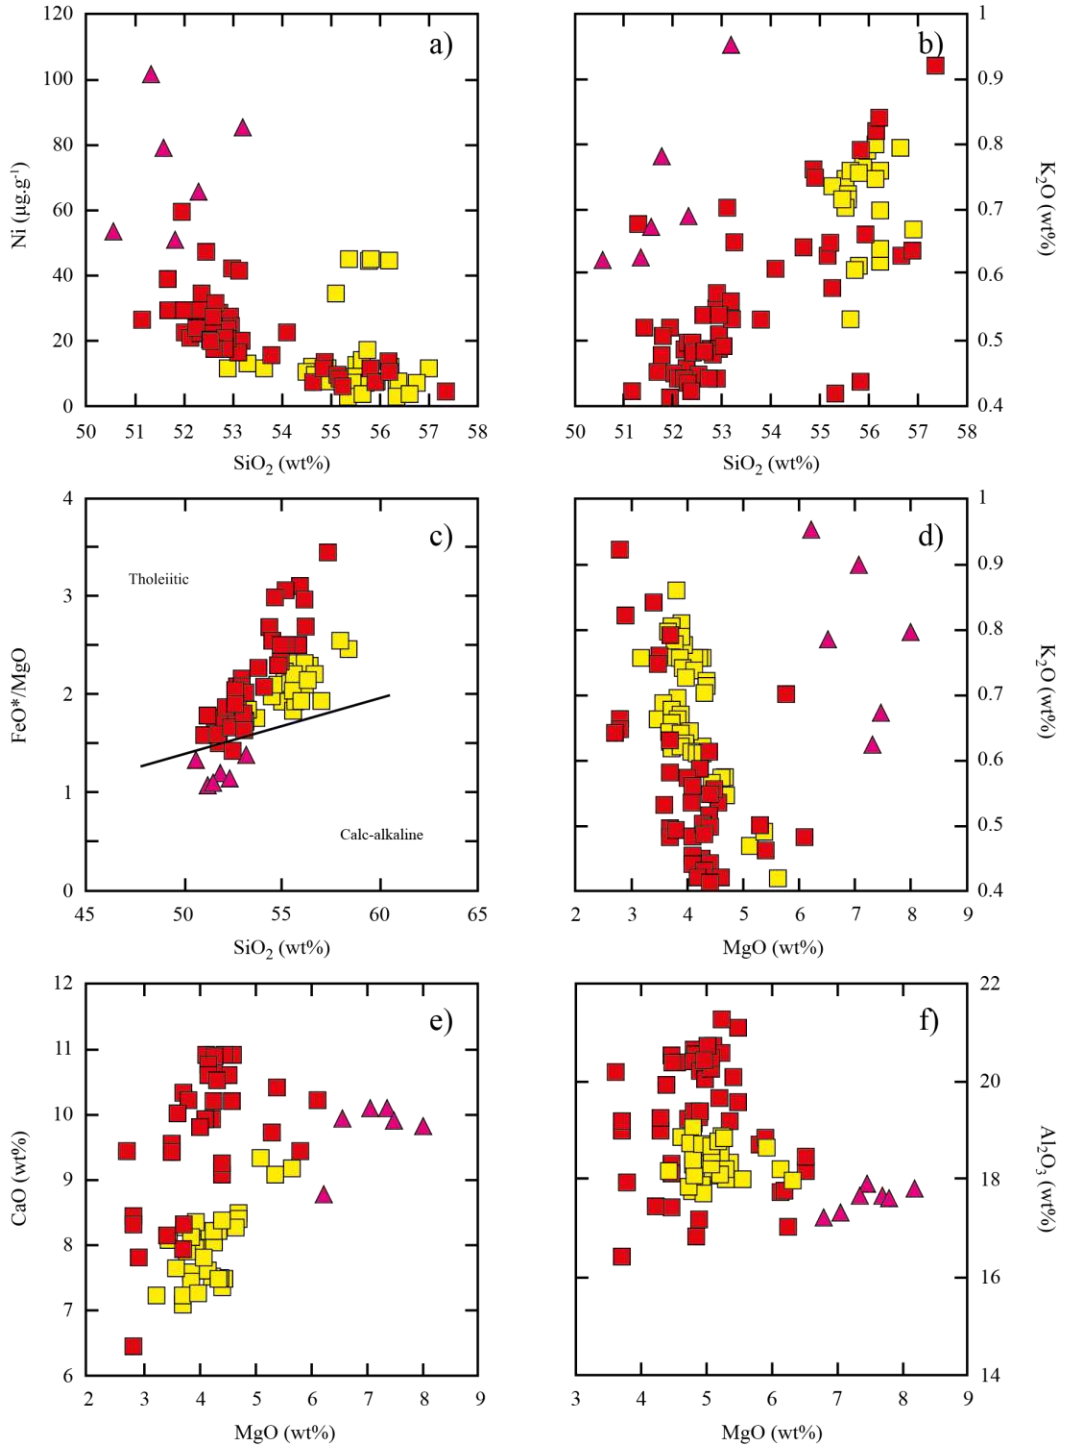 a)
120
100
80
60
40
20
0
Ni (µg.g⁻¹)
50 51 52 53 54 55 56 57 58
SiO₂ (wt%)
b)
1
0.9
0.8
0.7
0.6
0.5
0.4
K₂O (wt%)
50 51 52 53 54 55 56 57 58
SiO₂ (wt%)
c)
4
3
2
1
0
FeO*/MgO
Tholeiitic
Calc-alkaline
45 50 55 60 65
SiO₂ (wt%)
d)
1
0.9
0.8
0.7
0.6
0.5
0.4
K₂O (wt%)
2 3 4 5 6 7 8 9
MgO (wt%)
e)
12
11
10
9
8
7
6
CaO (wt%)
2 3 4 5 6 7 8 9
MgO (wt%)
f)
22
20
18
16
14
Al₂O₃ (wt%)
3 4 5 6 7 8 9
MgO (wt%)